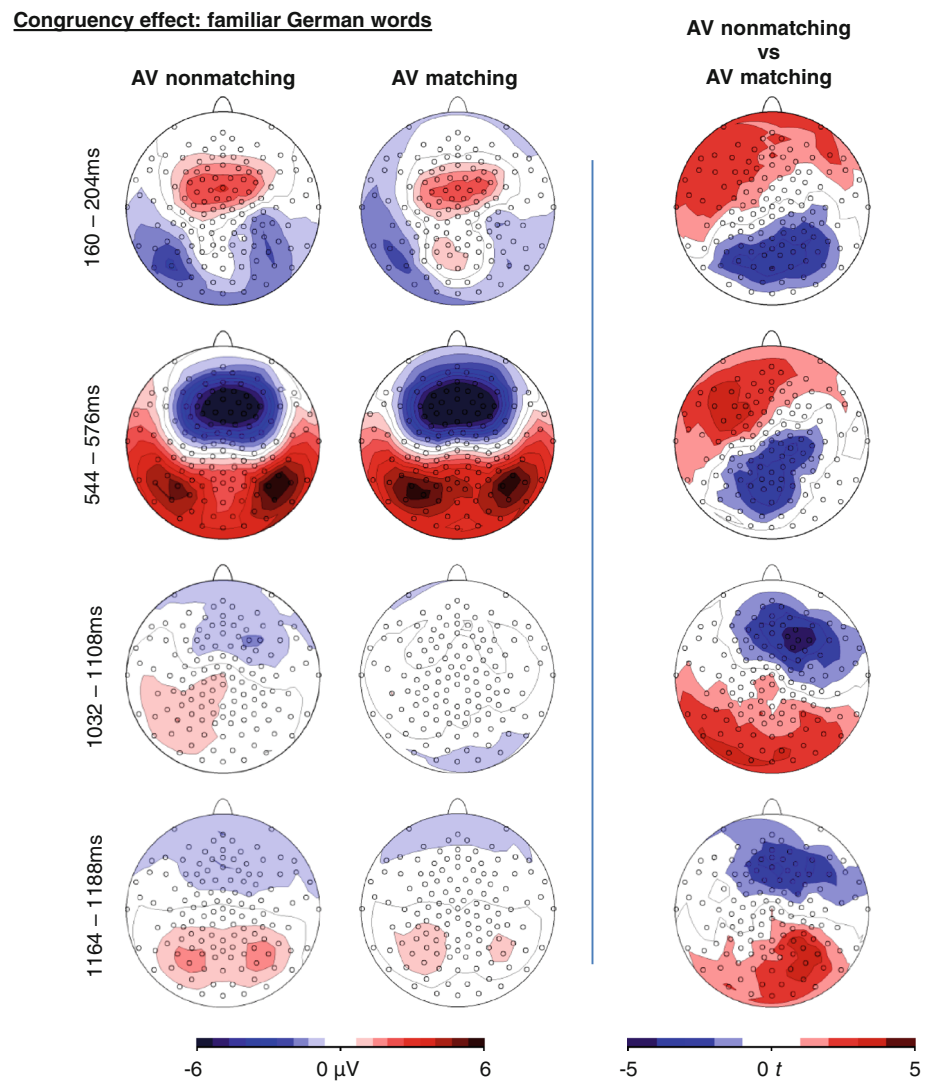 Congruency effect: familiar German words
AV nonmatching
AV matching
AV nonmatching
vs
AV matching
160 – 204ms
544 – 576ms
1032 – 1108ms
1164 – 1188ms
-6
0 µV
6
-5
0 t
5